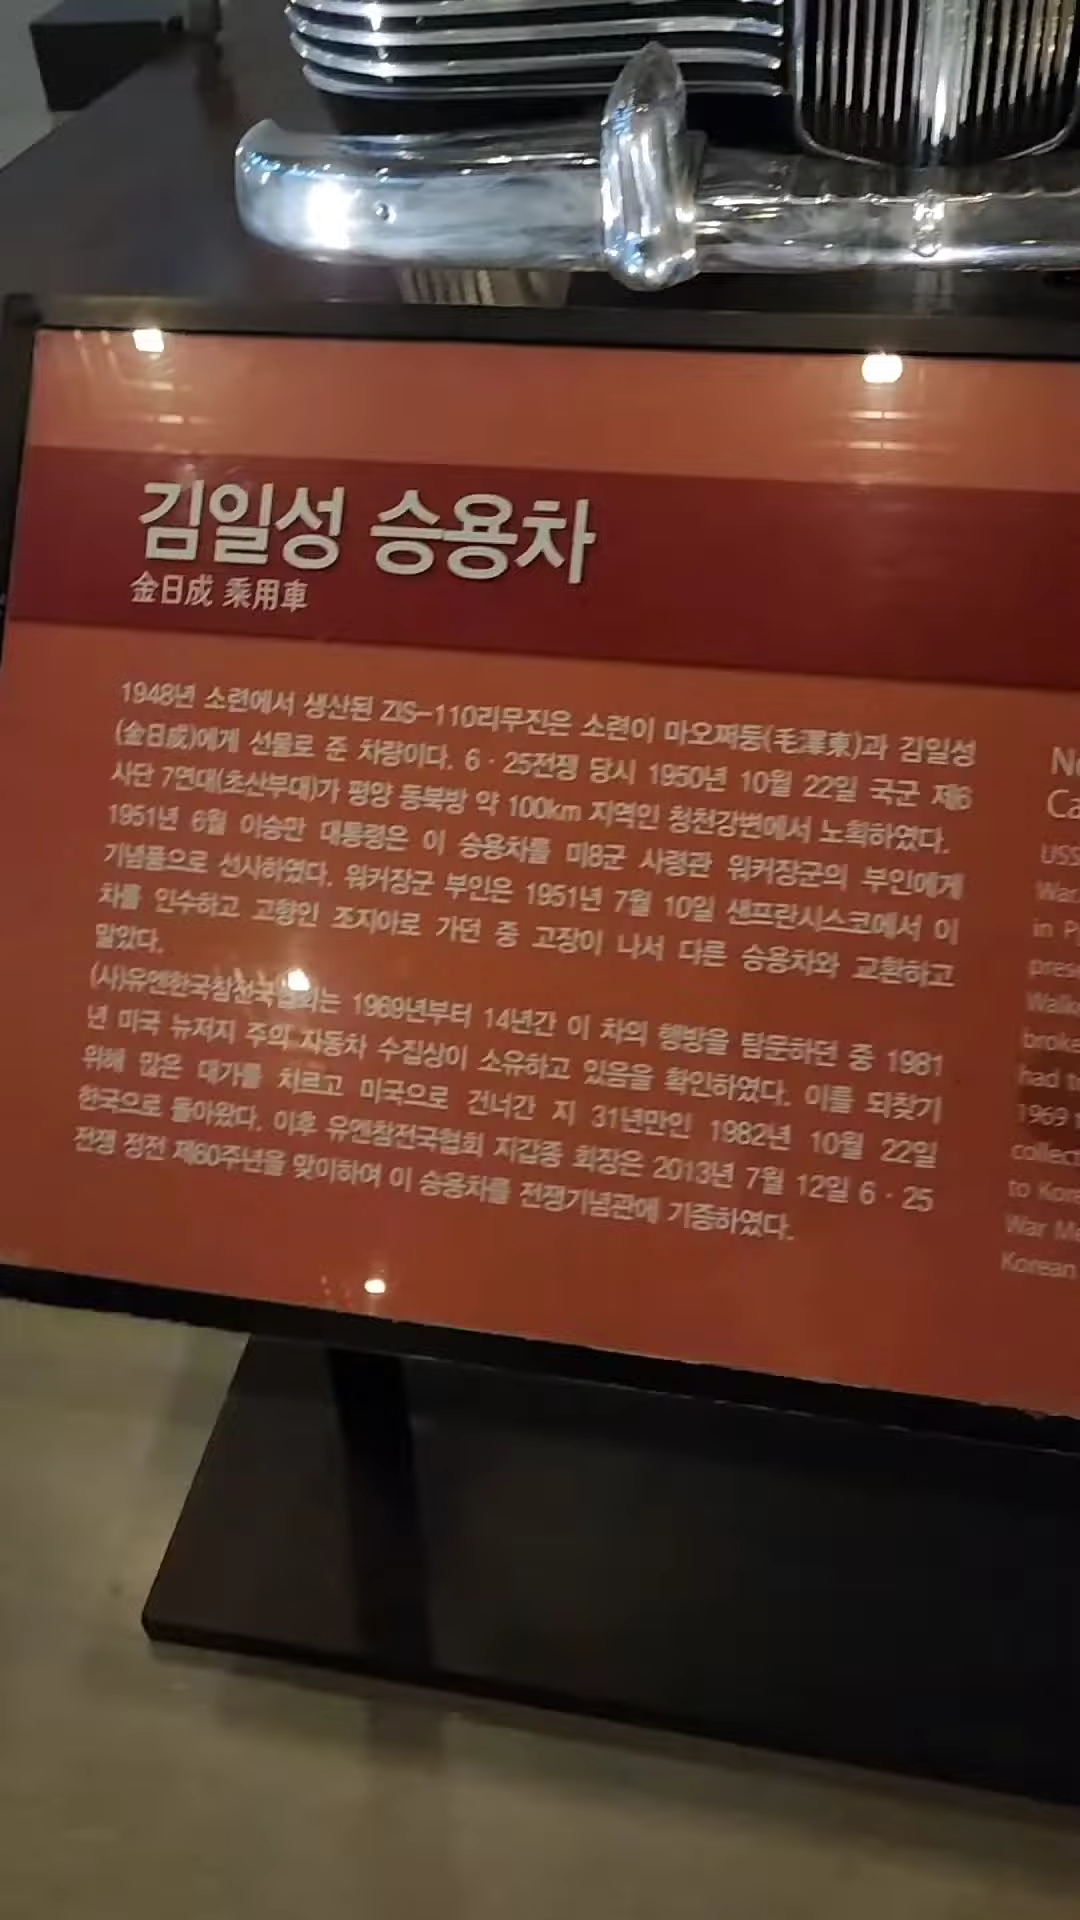 김일성 승용차
金日成 乘用車
1948년 소련에서 생산된 ZIS-110리무진은 소련이 마오쩌둥(毛澤東)과 김일성
(金日成)에게 선물로 준 차량이다. 6·25전쟁 당시 1950년 10월 22일 국군 제6
사단 7연대(초산부대)가 평양 동북방 약 100km 지역인 청천강변에서 노획하였다.
1951년 6월 이승만 대통령은 이 승용차를 미8군 사령관 워커장군의 부인에게
기념품으로 선사하였다. 워커장군 부인은 1951년 7월 10일 샌프란시스코에서 이
차를 인수하고 고향인 조지아로 가던 중 고장이 나서 다른 승용차와 교환하고
말았다.
(사)유엔한국참전국협회는 1969년부터 14년간 이 차의 행방을 탐문하던 중 1981
년 미국 뉴저지 주의 자동차 수집상이 소유하고 있음을 확인하였다. 이를 되찾기
위해 많은 대가를 치르고 미국으로 건너간 지 31년만인 1982년 10월 22일
한국으로 돌아왔다. 이후 유엔참전국협회 지갑종 회장은 2013년 7월 12일 6·25
전쟁 정전 제60주년을 맞이하여 이 승용차를 전쟁기념관에 기증하였다.
USS
War
in
broke
had to
1969
collect
to Kore
War Me
Korean